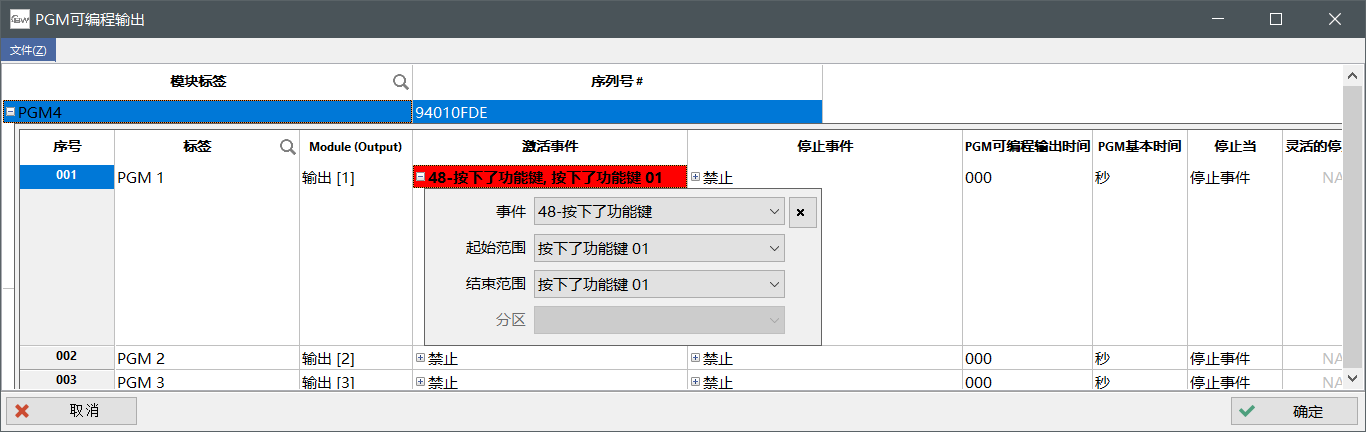 PGM可编程输出
文件(Z)
模块标签 序列号 #
PGM4 94010FDE
序号 标签 Module (Output) 激活事件 停止事件 PGM可编程输出时间 PGM基本时间 停止当 灵活的停
001 PGM 1 输出 [1] 48-按下了功能键, 按下了功能键 01 禁止 000 秒 停止事件 NA
事件 48-按下了功能键
起始范围 按下了功能键 01
结束范围 按下了功能键 01
分区
002 PGM 2 输出 [2] 禁止 禁止 000 秒 停止事件 NA
003 PGM 3 输出 [3] 禁止 禁止 000 秒 停止事件 NA
取消 确定